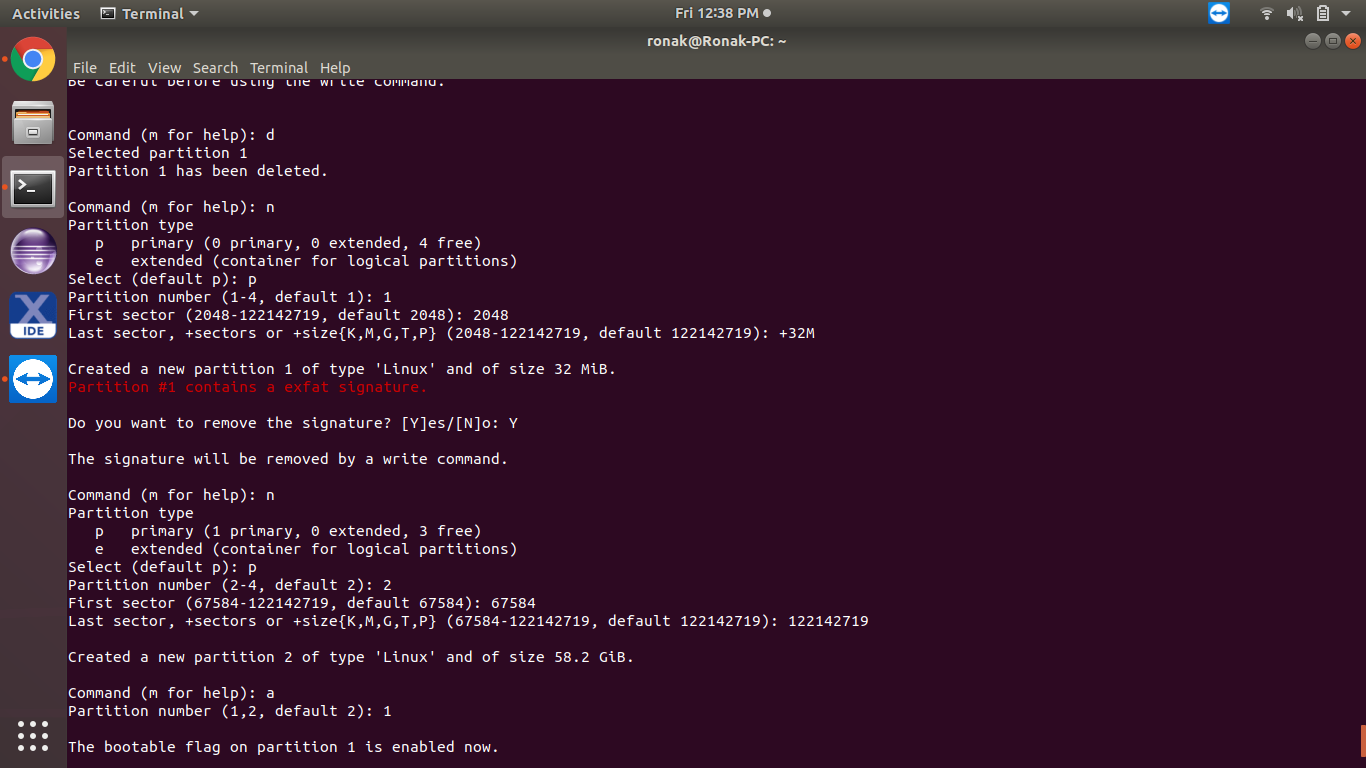 Activities Terminal Fri 12:38 PM
ronak@Ronak-PC: ~
File Edit View Search Terminal Help
Be careful before using the write command.
Command (m for help): d
Selected partition 1
Partition 1 has been deleted.
Command (m for help): n
Partition type
p primary (0 primary, 0 extended, 4 free)
e extended (container for logical partitions)
Select (default p): p
Partition number (1-4, default 1): 1
First sector (2048-122142719, default 2048): 2048
Last sector, +sectors or +size{K,M,G,T,P} (2048-122142719, default 122142719): +32M
Created a new partition 1 of type 'Linux' and of size 32 MiB.
Partition #1 contains a exfat signature.
Do you want to remove the signature? [Y]es/[N]o: Y
The signature will be removed by a write command.
Command (m for help): n
Partition type
p primary (1 primary, 0 extended, 3 free)
e extended (container for logical partitions)
Select (default p): p
Partition number (2-4, default 2): 2
First sector (67584-122142719, default 67584): 67584
Last sector, +sectors or +size{K,M,G,T,P} (67584-122142719, default 122142719): 122142719
Created a new partition 2 of type 'Linux' and of size 58.2 GiB.
Command (m for help): a
Partition number (1,2, default 2): 1
The bootable flag on partition 1 is enabled now.
X
IDE